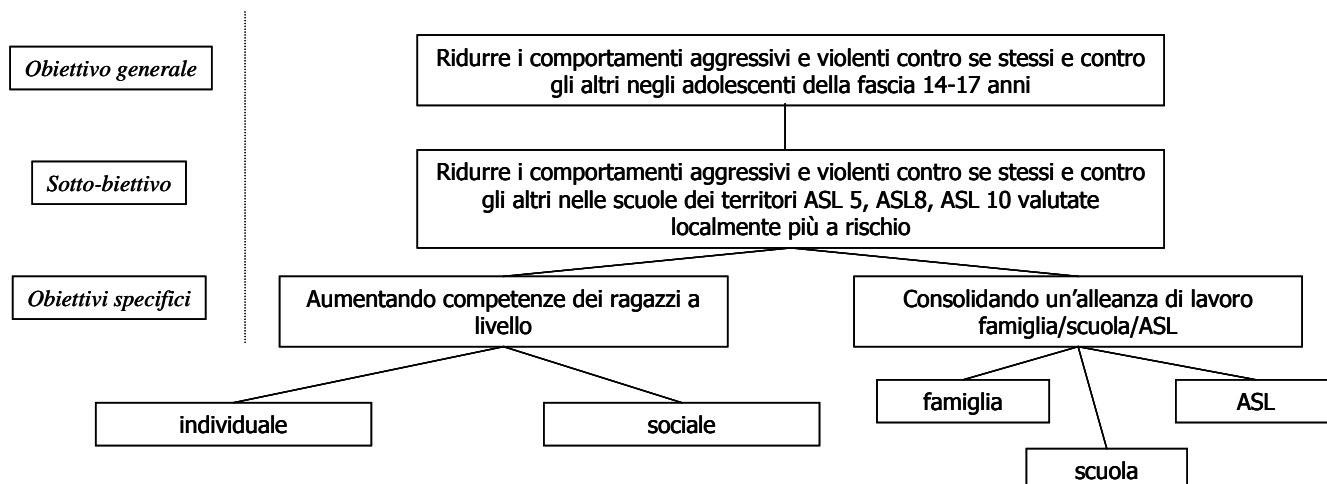 Obiettivo generale
Ridurre i comportamenti aggressivi e violenti contro se stessi e contro
gli altri negli adolescenti della fascia 14-17 anni
Sotto-biettivo
Ridurre i comportamenti aggressivi e violenti contro se stessi e contro
gli altri nelle scuole dei territori ASL 5, ASL8, ASL 10 valutate
localmente più a rischio
Obiettivi specifici
Aumentando competenze dei ragazzi a
livello
Consolidando un'alleanza di lavoro
famiglia/scuola/ASL
individuale
sociale
famiglia
ASL
scuola